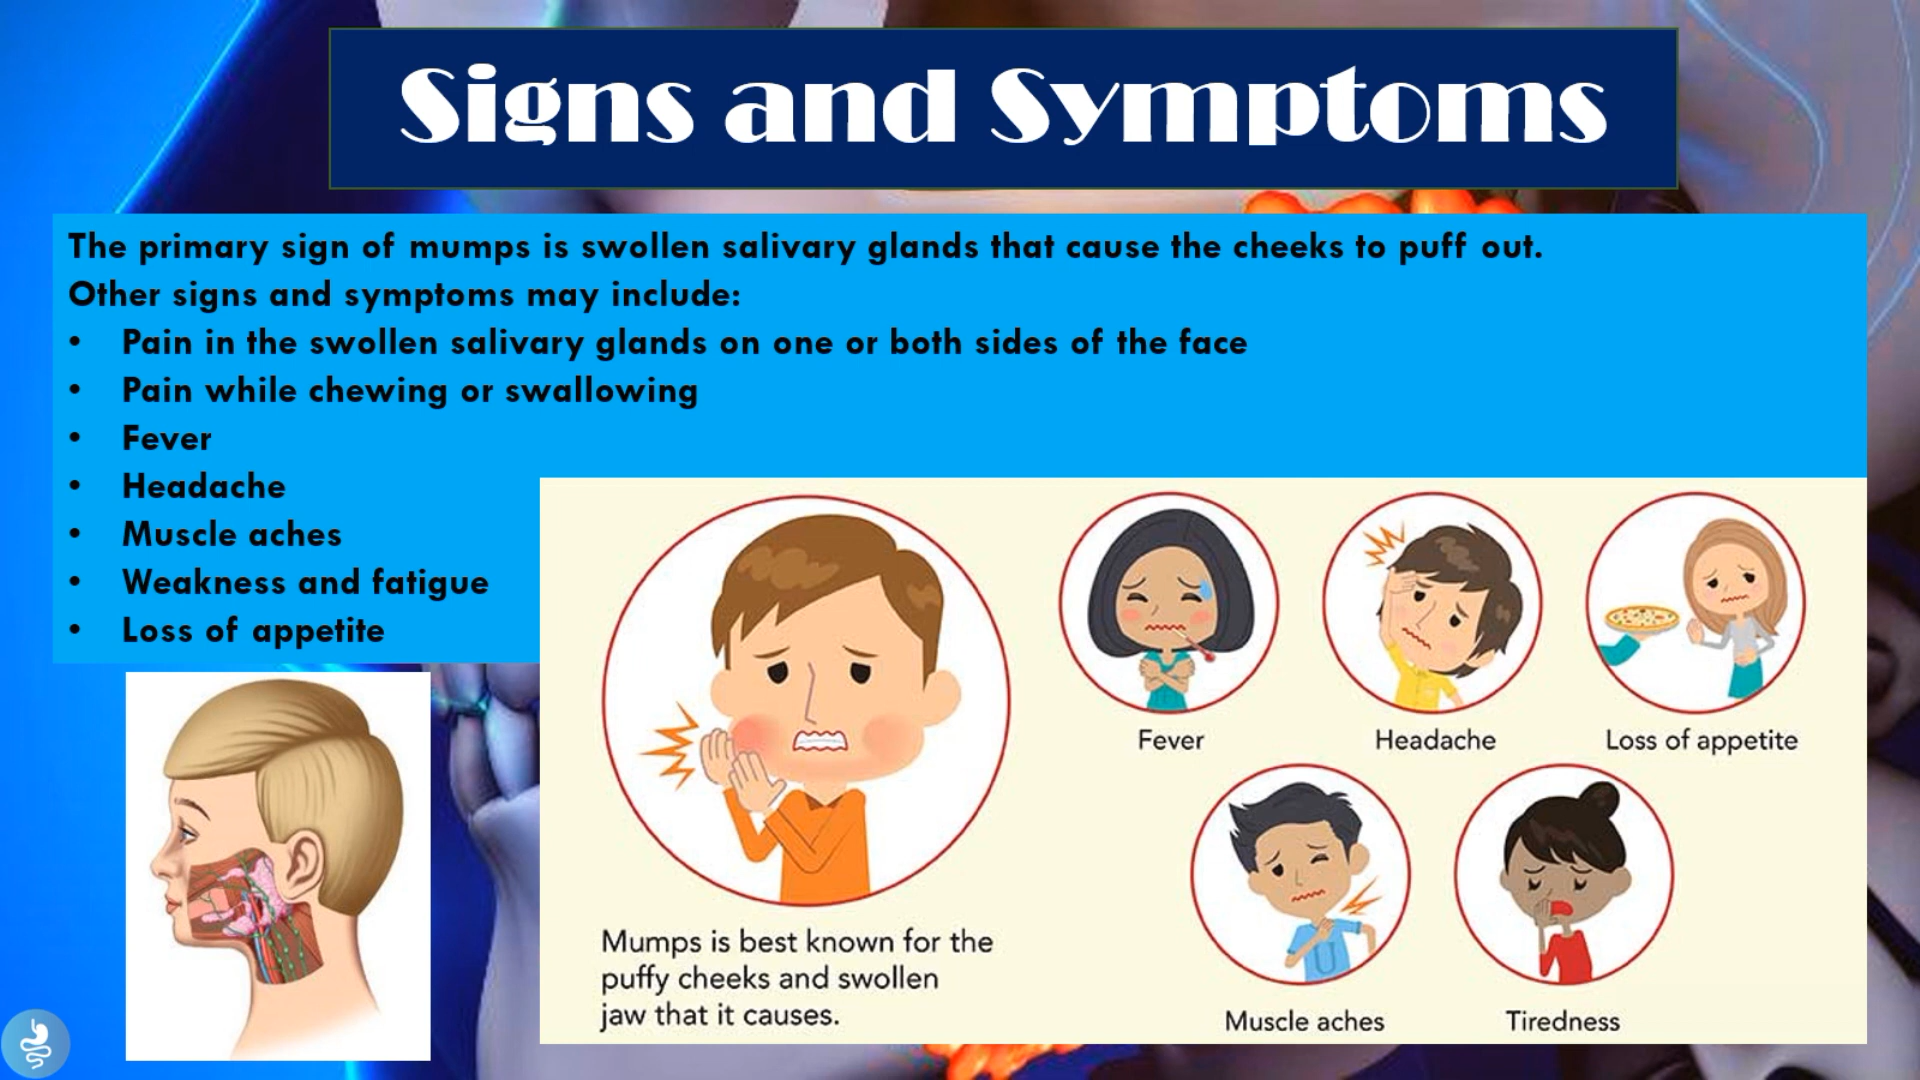 Signs and Symptoms
The primary sign of mumps is swollen salivary glands that cause the cheeks to puff out.
Other signs and symptoms may include:
• Pain in the swollen salivary glands on one or both sides of the face
• Pain while chewing or swallowing
• Fever
• Headache
• Muscle aches
• Weakness and fatigue
• Loss of appetite
Mumps is best known for the
puffy cheeks and swollen
jaw that it causes.
Fever
Headache
Loss of appetite
Muscle aches
Tiredness